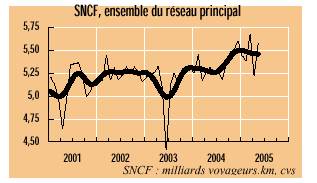 SNCF, ensemble du réseau principal
5,75
5,50
5,25
5,00
4,75
4,50
2001 2002 2003 2004 2005
SNCF : milliards voyageurs.km, cvs